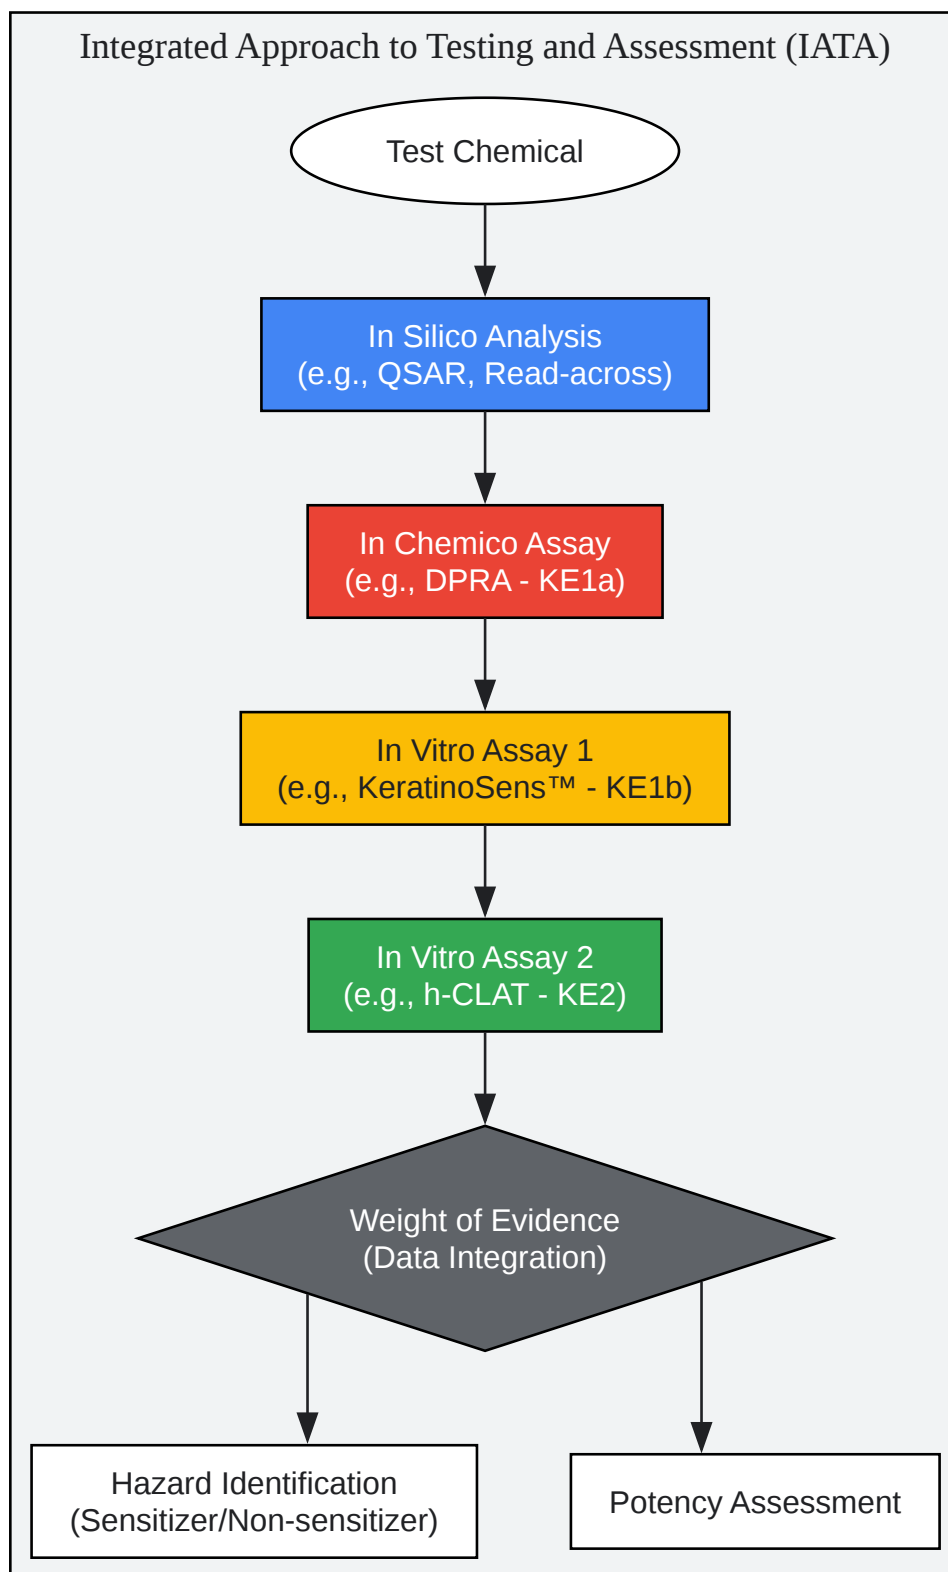 Integrated Approach to Testing and Assessment (IATA)
Test Chemical
In Silico Analysis
(e.g., QSAR, Read-across)
In Chemico Assay
(e.g., DPRA - KE1a)
In Vitro Assay 1
(e.g., KeratinoSens™ - KE1b)
In Vitro Assay 2
(e.g., h-CLAT - KE2)
Weight of Evidence
(Data Integration)
Hazard Identification
(Sensitizer/Non-sensitizer)
Potency Assessment